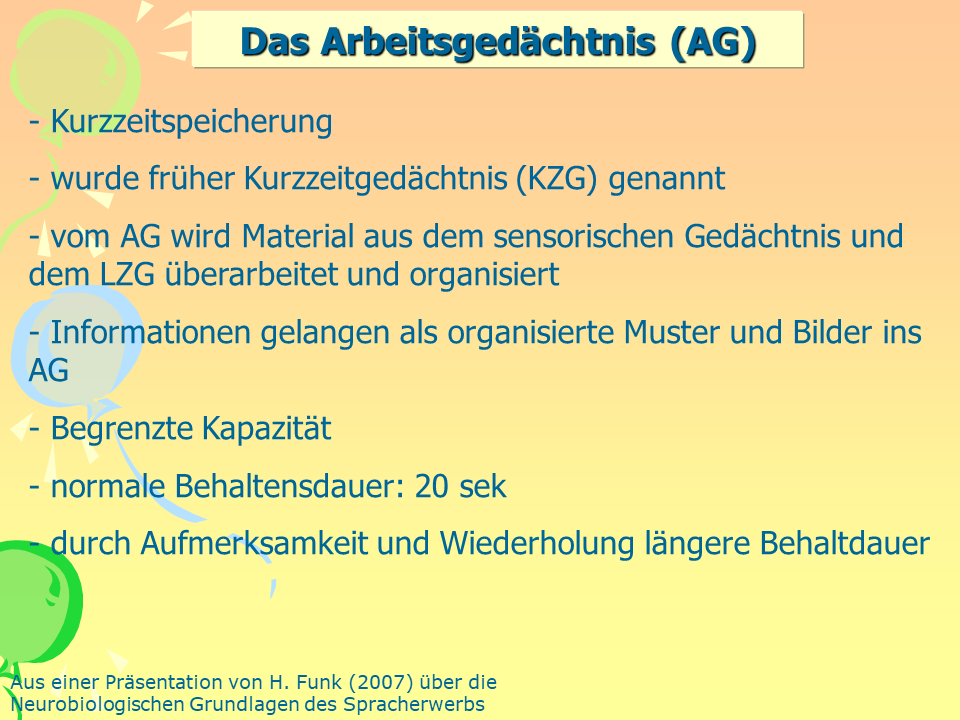 Das Arbeitsgedächtnis (AG)
- Kurzzeitspeicherung
- wurde früher Kurzzeitgedächtnis (KZG) genannt
- vom AG wird Material aus dem sensorischen Gedächtnis und
dem LZG überarbeitet und organisiert
- Informationen gelangen als organisierte Muster und Bilder ins
AG
- Begrenzte Kapazität
- normale Behaltensdauer: 20 sek
- durch Aufmerksamkeit und Wiederholung längere Behaltdauer
Aus einer Präsentation von H. Funk (2007) über die
Neurobiologischen Grundlagen des Spracherwerbs